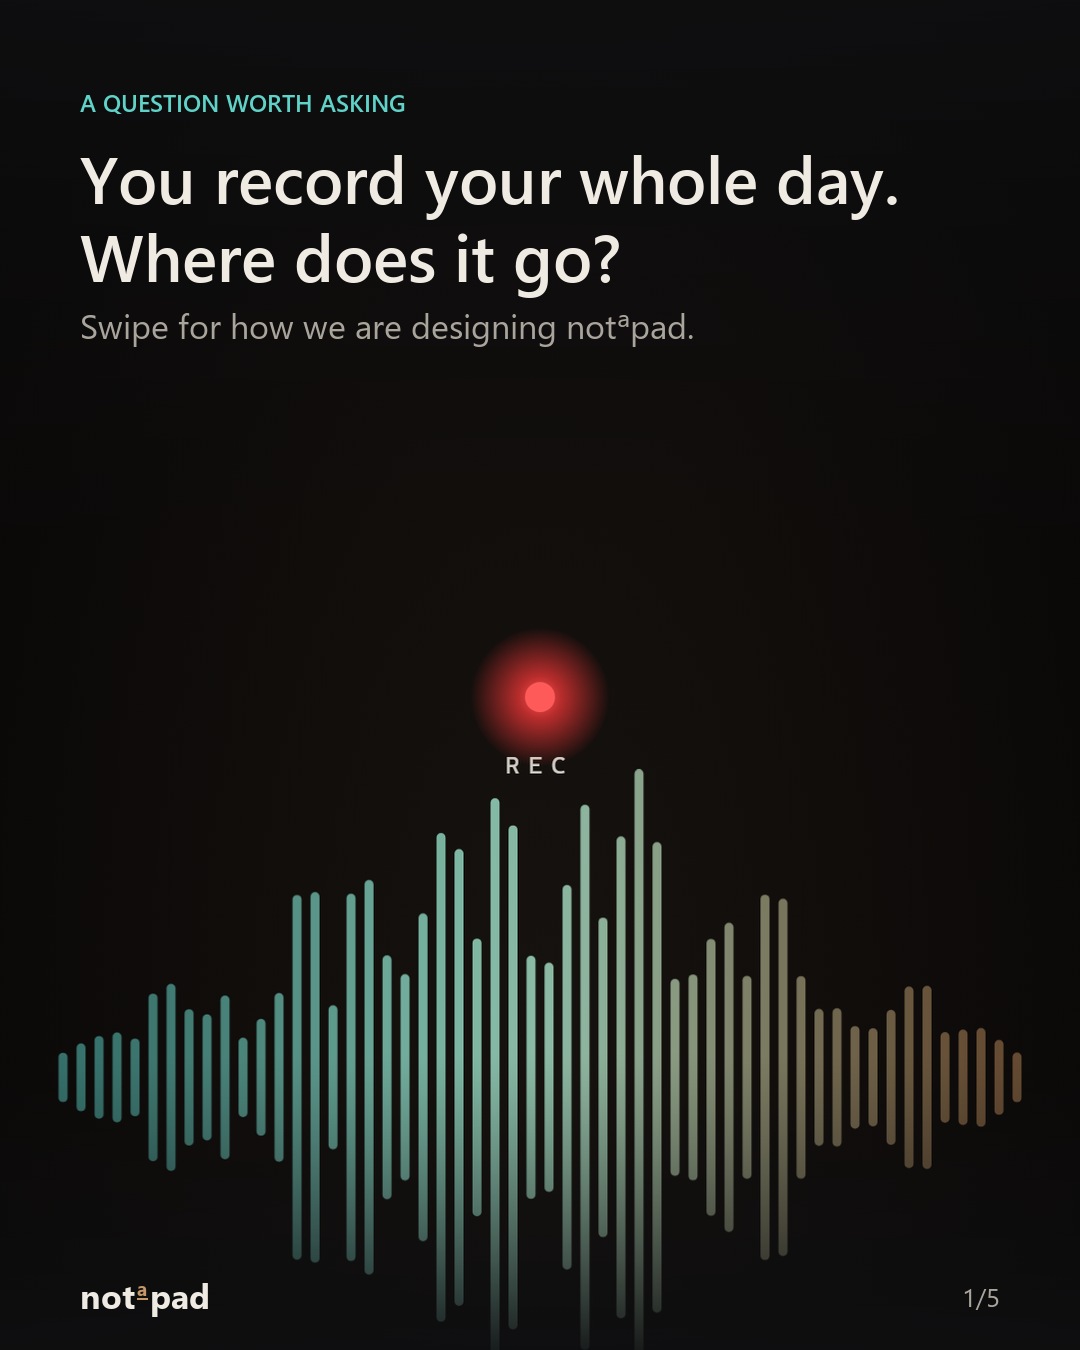 A QUESTION WORTH ASKING
You record your whole day.
Where does it go?
Swipe for how we are designing notᵃpad.
REC
notªpad
1/5